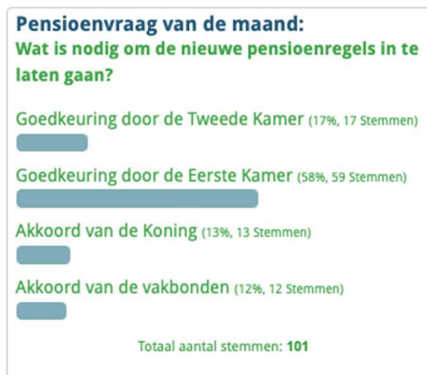 Pensioenvraag van de maand:
Wat is nodig om de nieuwe pensioenregels in te
laten gaan?
Goedkeuring door de Tweede Kamer (17%, 17 Stemmen)
Goedkeuring door de Eerste Kamer (58%, 59 Stemmen)
Akkoord van de Koning (13%, 13 Stemmen)
Akkoord van de vakbonden (12%, 12 Stemmen)
Totaal aantal stemmen: 101